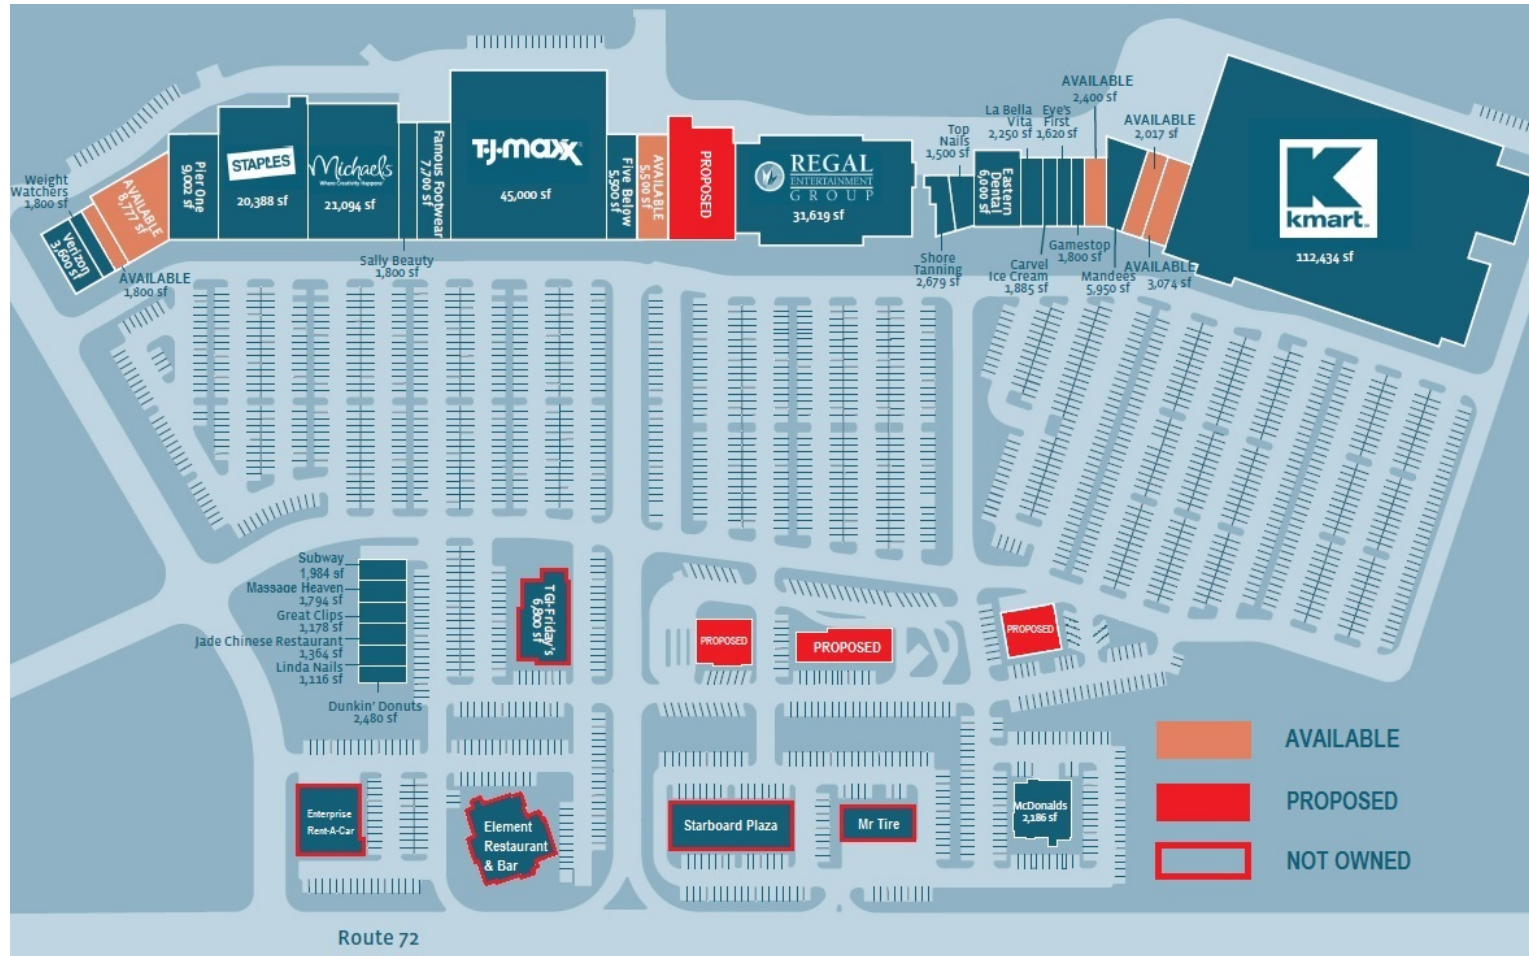 Weight
Watchers
1,800 sf
Verizon
3,600 sf
AVAILABLE
1,800 sf
AVAILABLE
8,777 sf
Pier One
9,002 sf
STAPLES
20,388 sf
Michaels
Where Creativity Happens
21,094 sf
Sally Beauty
1,800 sf
Famous Footwear
7,700 sf
T.J.maxx
45,000 sf
Five Below
5,500 sf
AVAILABLE
5,500 sf
PROPOSED
REGAL
ENTERTAINMENT
GROUP
31,619 sf
Shore
Tanning
2,679 sf
Top
Nails
1,500 sf
Eastern
Dental
6,000 sf
La Bella
Vita
2,250 sf
Carvel
Ice Cream
1,885 sf
Eye's
First
1,620 sf
Gamestop
1,800 sf
AVAILABLE
2,400 sf
Mandees
5,950 sf
AVAILABLE
2,017 sf
AVAILABLE
3,074 sf
K
kmart
112,434 sf
Subway
1,984 sf
Massage Heaven
1,794 sf
Great Clips
1,178 sf
Jade Chinese Restaurant
1,364 sf
Linda Nails
1,116 sf
Dunkin' Donuts
2,480 sf
TGI-Friday's
6,800 sf
PROPOSED
PROPOSED
PROPOSED
Enterprise
Rent-A-Car
Element
Restaurant
& Bar
Starboard Plaza
Mr Tire
McDonalds
2,186 sf
AVAILABLE
PROPOSED
NOT OWNED
Route 72